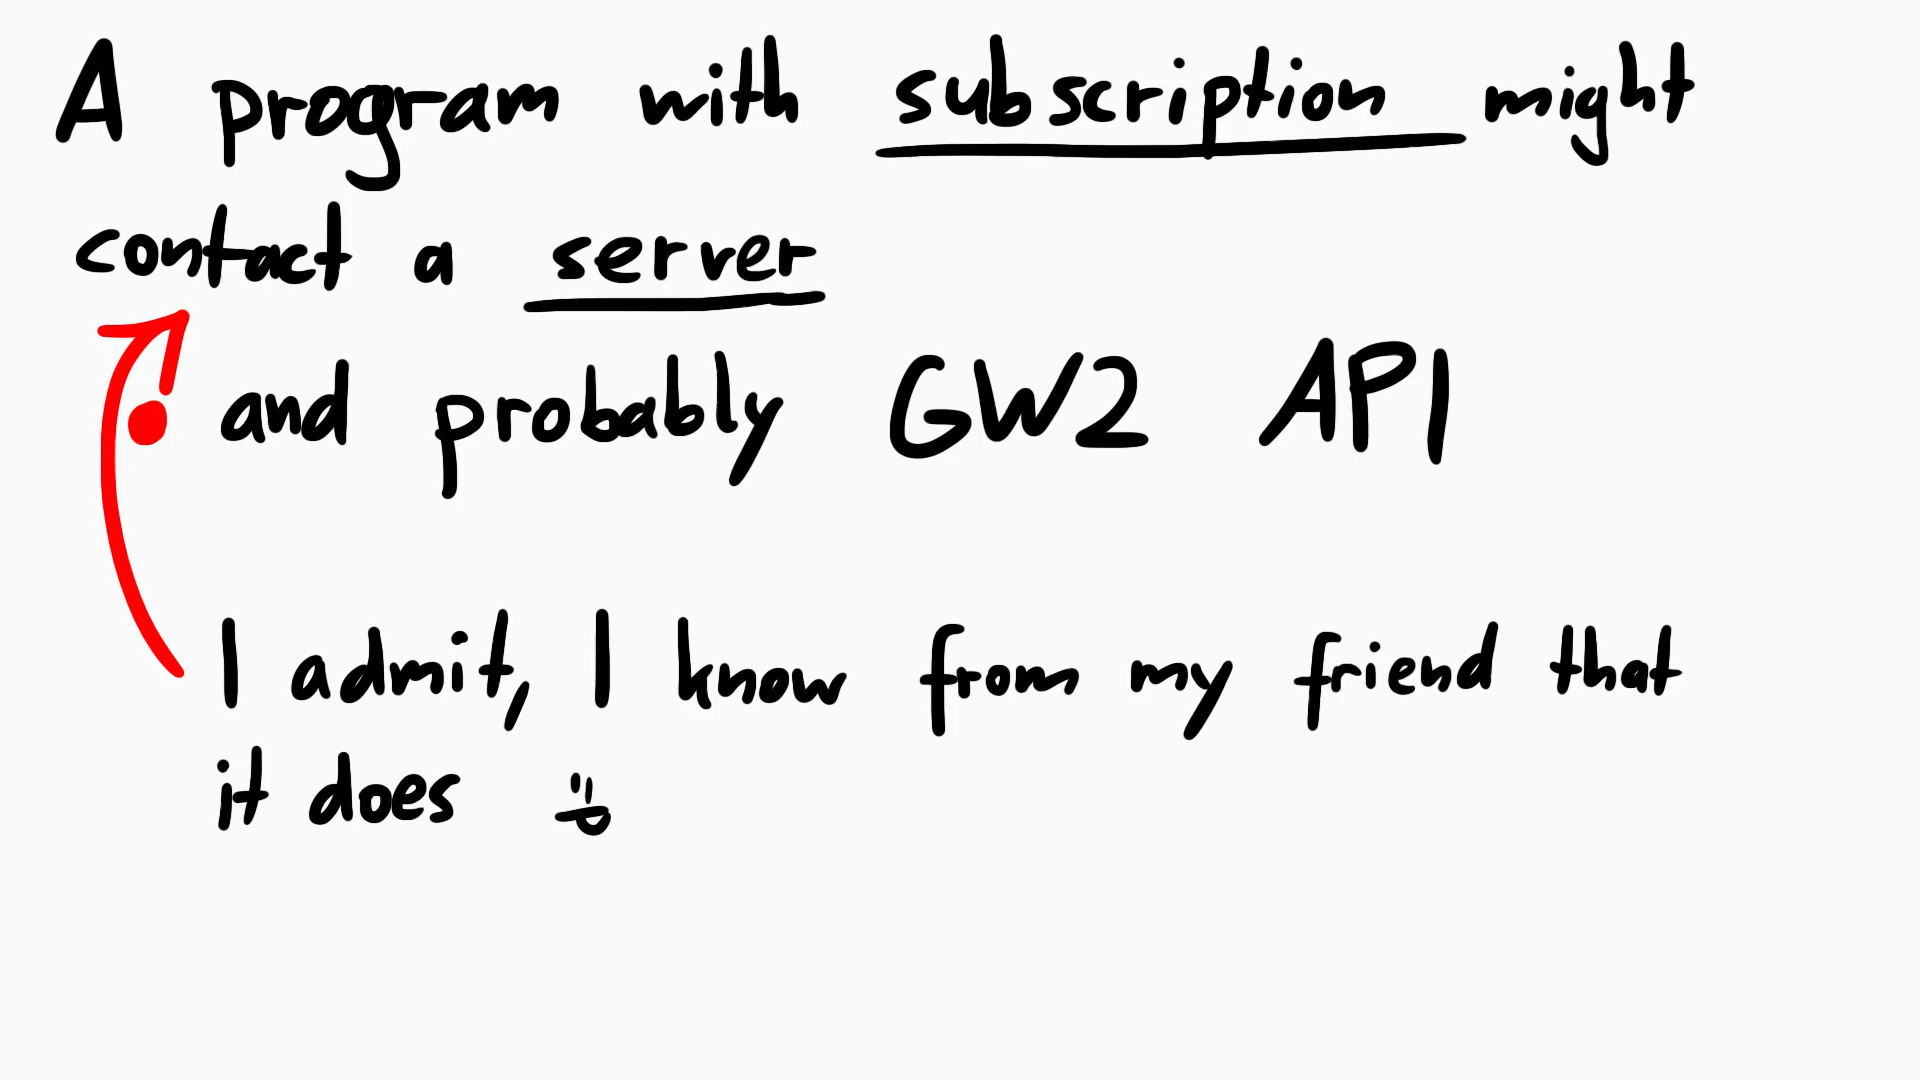 A program with subscription might
contact a server
and probably GW2 API
I admit, I know from my friend that
it does